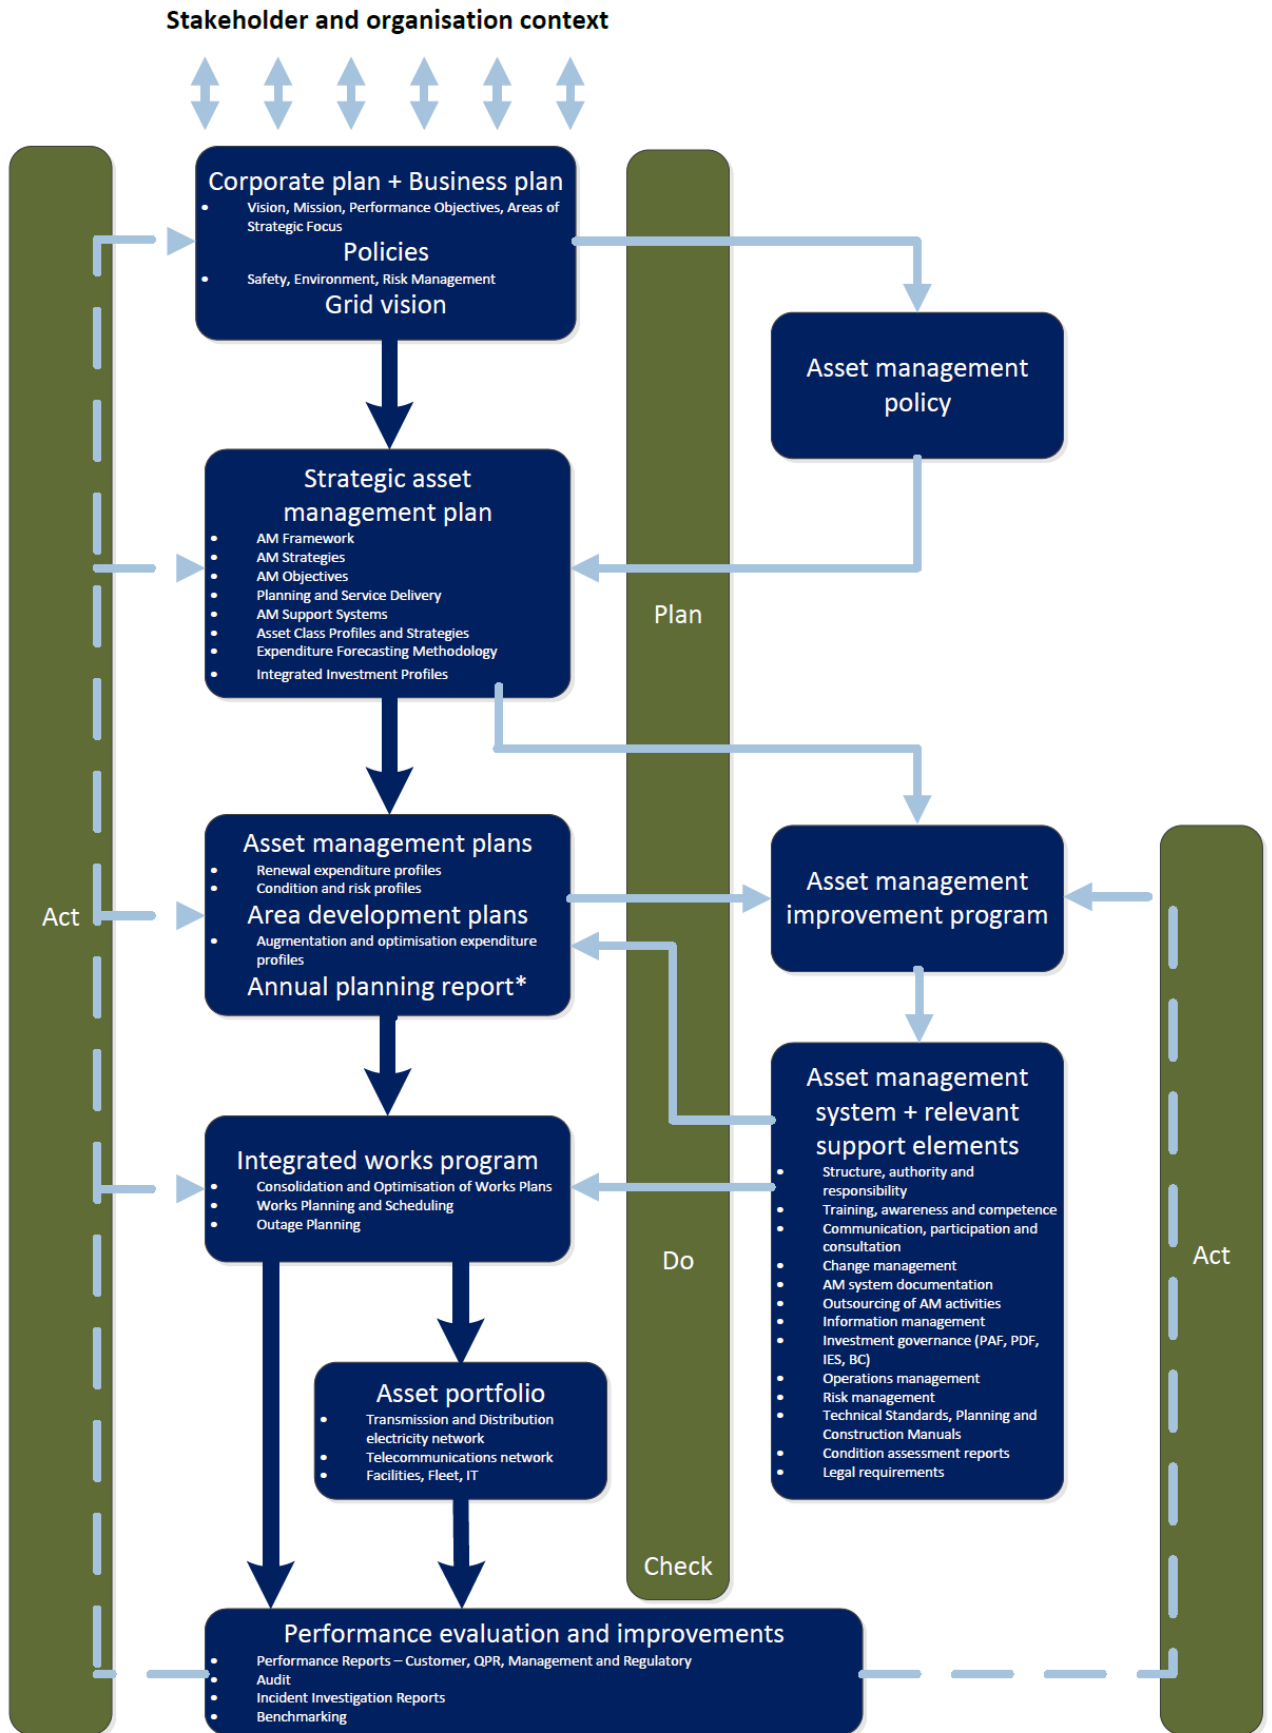 Stakeholder and organisation context
Corporate plan + Business plan
• Vision, Mission, Performance Objectives, Areas of
Strategic Focus
Policies
• Safety, Environment, Risk Management
Grid vision
Asset management
policy
Strategic asset
management plan
• AM Framework
• AM Strategies
• AM Objectives
• Planning and Service Delivery
• AM Support Systems
• Asset Class Profiles and Strategies
• Expenditure Forecasting Methodology
• Integrated Investment Profiles
Plan
Asset management plans
• Renewal expenditure profiles
• Condition and risk profiles
Area development plans
• Augmentation and optimisation expenditure
profiles
Annual planning report*
Act
Asset management
improvement program
Asset management
system + relevant
support elements
• Structure, authority and
responsibility
• Training, awareness and competence
• Communication, participation and
consultation
• Change management
• AM system documentation
• Outsourcing of AM activities
• Information management
• Investment governance (PAF, PDF,
IES, BC)
• Operations management
• Risk management
• Technical Standards, Planning and
Construction Manuals
• Condition assessment reports
• Legal requirements
Integrated works program
• Consolidation and Optimisation of Works Plans
• Works Planning and Scheduling
• Outage Planning
Do
Act
Asset portfolio
• Transmission and Distribution
electricity network
• Telecommunications network
• Facilities, Fleet, IT
Check
Performance evaluation and improvements
• Performance Reports – Customer, QPR, Management and Regulatory
• Audit
• Incident Investigation Reports
• Benchmarking